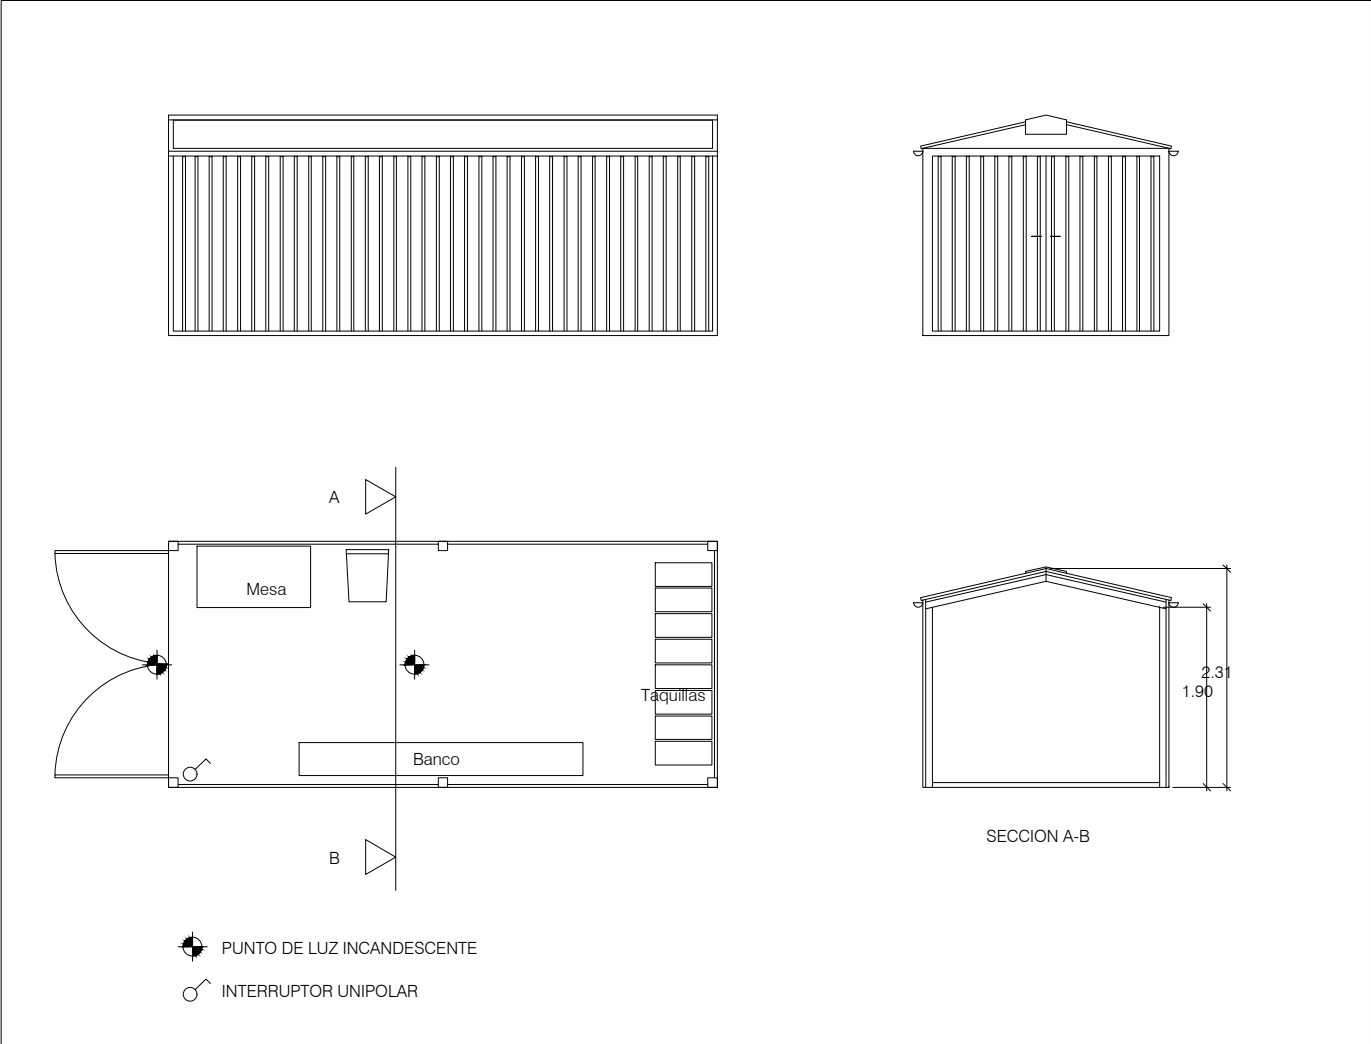 A
Mesa
2.31
1.90
Taquillas
Banco
SECCION A-B
B
PUNTO DE LUZ INCANDESCENTE
INTERRUPTOR UNIPOLAR